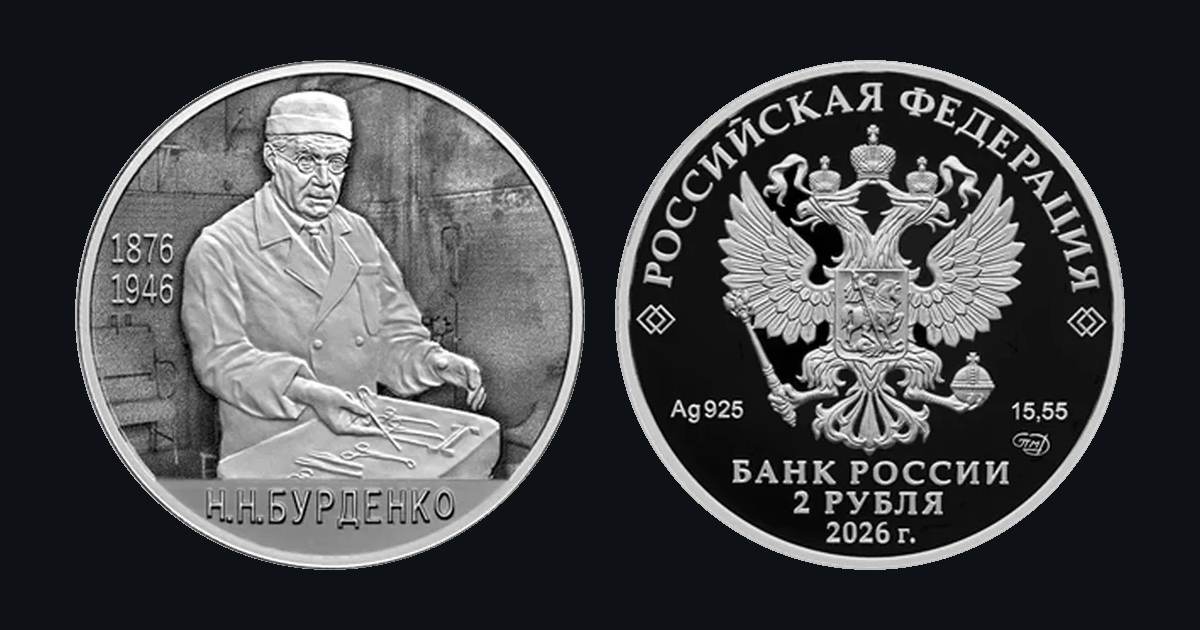 1876
1946
Н.Н.БУРДЕНКО
РОССИЙСКАЯ ФЕДЕРАЦИЯ
Ag 925
15,55
БАНК РОССИИ
2 РУБЛЯ
2026 г.